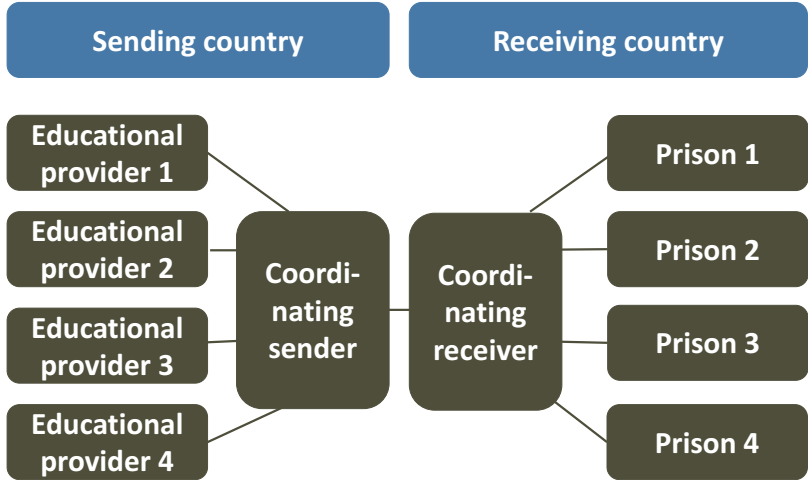 Sending country
Receiving country
Educational
provider 1
Educational
provider 2
Educational
provider 3
Educational
provider 4
Coordi-
nating
sender
Coordi-
nating
receiver
Prison 1
Prison 2
Prison 3
Prison 4